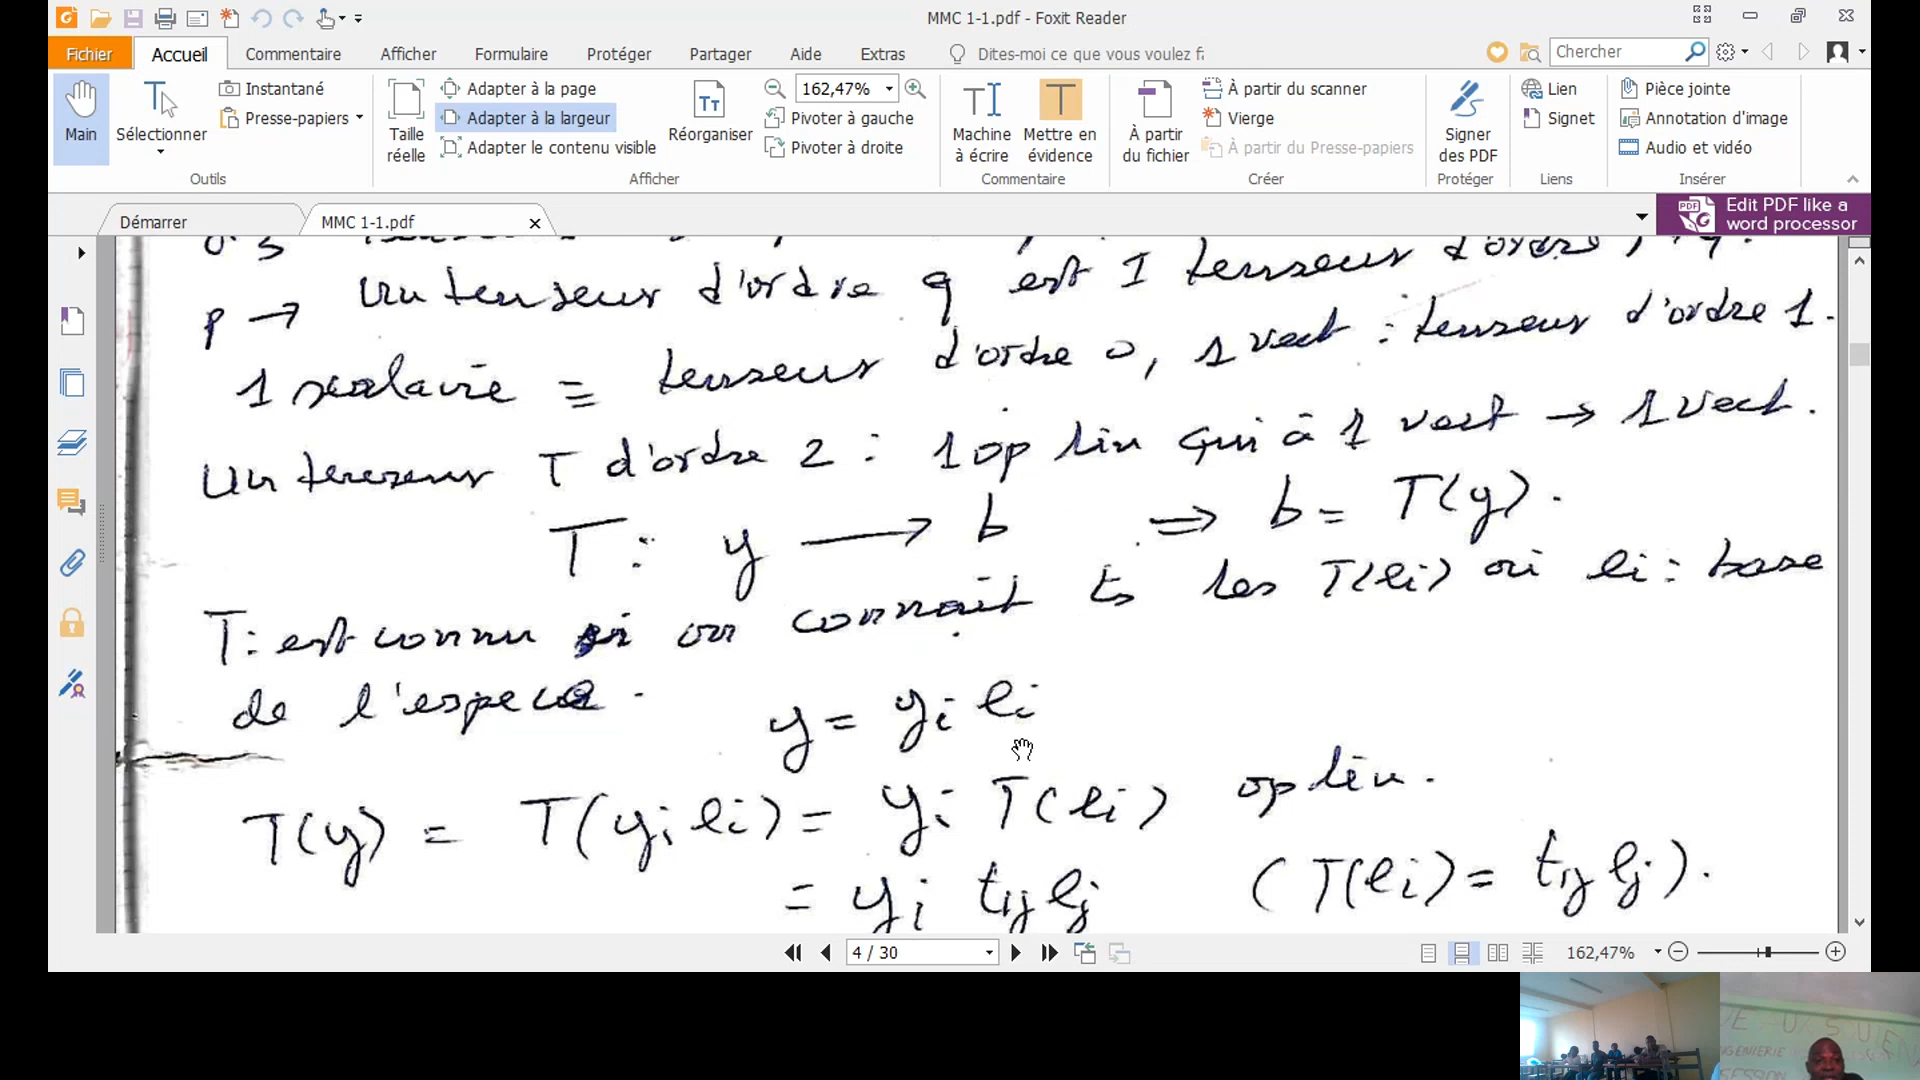 MMC 1-1.pdf - Foxit Reader
Fichier Accueil Commentaire Afficher Formulaire Protéger Partager Aide Extras Dites-moi ce que vous voulez fa Chercher
Main
Sélectionner
Instantané
Presse-papiers
Outils
Taille réelle
Adapter à la page
Adapter à la largeur
Adapter le contenu visible
Réorganiser
162,47%
Pivoter à gauche
Pivoter à droite
Afficher
Machine à écrire
Mettre en évidence
Commentaire
À partir du fichier
À partir du scanner
Vierge
À partir du Presse-papiers
Créer
Signer des PDF
Protéger
Lien
Signet
Liens
Pièce jointe
Annotation d'image
Audio et vidéo
Insérer
Démarrer MMC 1-1.pdf
Edit PDF like a
word processor
p → Un tenseur d'ordre q est 1 tenseur d'ordre
1 scalaire = tenseur d'ordre 0, 1 vect : tenseur d'ordre 1.
Un tenseur T d'ordre 2 : 1 op lin qui à 1 vect → 1 vect.
T : y → b ⇒ b = T(y).
T : est connu si on connait ts les T(ei) où ei : base
de l'espace.
y = yi ei
T(y) = T(yi ei) = yi T(ei) op lin.
= yi tij ej (T(ei) = tij ej).
4 / 30
162,47%